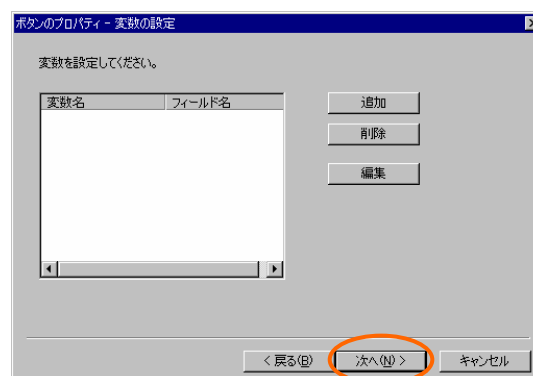 ボタンのプロパティ - 変数の設定
変数を設定してください。
変数名 フィールド名
追加
削除
編集
< 戻る(B) 次へ(N) > キャンセル